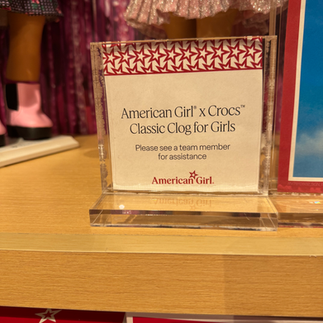 American Girl® x Crocs™
Classic Clog for Girls
Please see a team member
for assistance
American Girl®